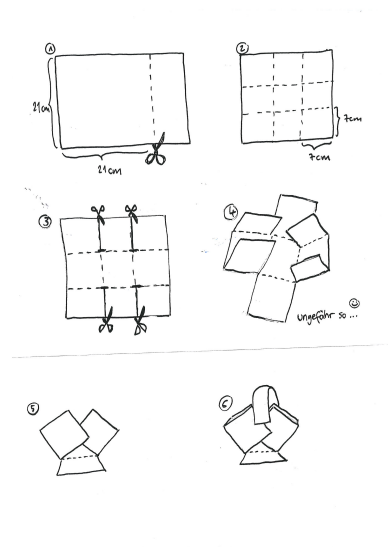 ①
21cm
21cm
②
7cm
7cm
③
④
ungefähr so ...
⑤
⑥